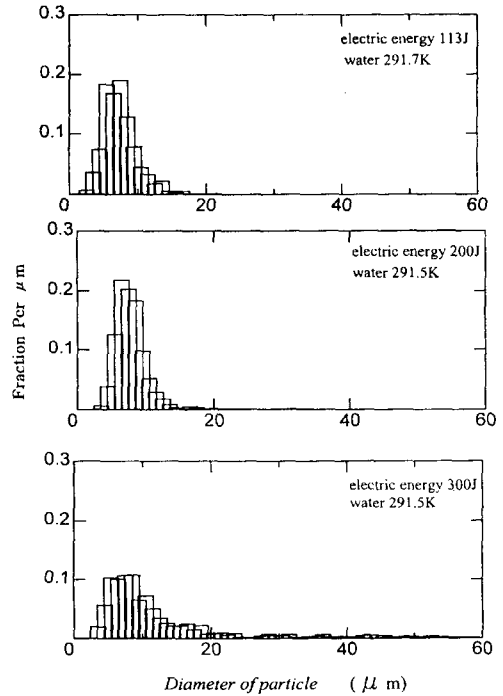 0.3
electric energy 113J
water 291.7K
0.2
0.1
0 20 40 60
0.3
electric energy 200J
water 291.5K
0.2
0.1
0 20 40 60
Fraction Per μm
0.3
electric energy 300J
water 291.5K
0.2
0.1
0 20 40 60
Diameter of particle (μm)